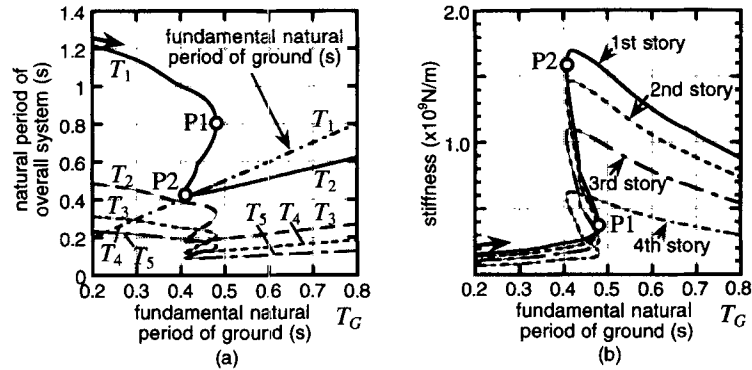 (a)
natural period of
overall system (s)
1.4
1.2
1
0.8
0.6
0.4
0.2
0
0.2 0.3 0.4 0.5 0.6 0.7 0.8
fundamental natural
period of ground (s)
T1
P1
P2
T1
T2
T2
T3
T4
T5
T5
T4
T3
fundamental natural
period of ground (s)
TG
(a)
(b)
stiffness (x10^9N/m)
2.0
1.0
0.0
0.2 0.3 0.4 0.5 0.6 0.7 0.8
P2
1st story
2nd story
3rd story
4th story
P1
fundamental natural
period of ground (s)
TG
(b)